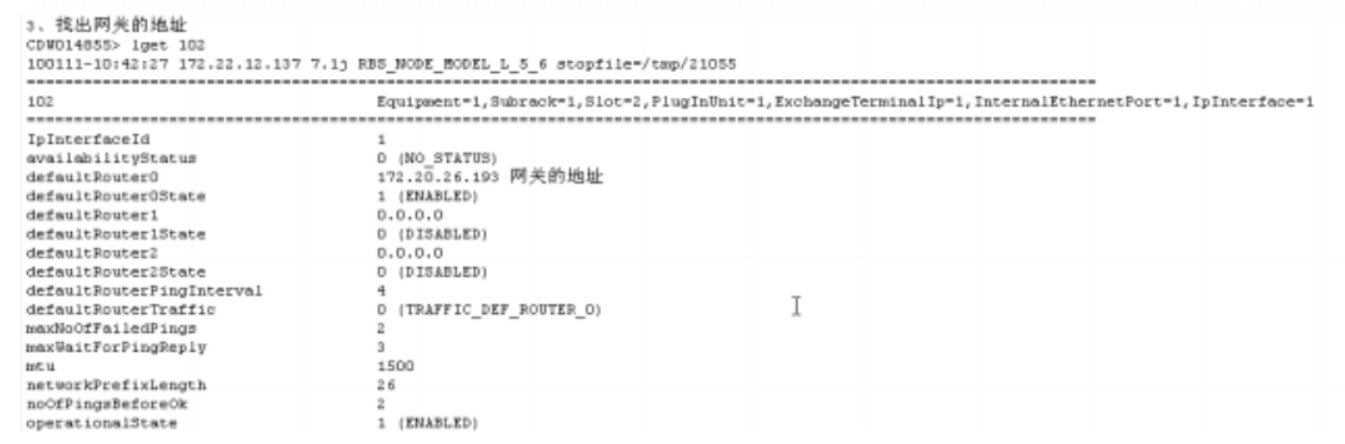 3、找出网关的地址
CDW014855> lget 102
100111-10:42:27 172.22.12.137 7.1j RBS_NODE_MODEL_L_5_6 stopfile=/tmp/21055
=================================================================================================================
102 Equipment=1,Subrack=1,Slot=2,PlugInUnit=1,ExchangeTerminalIp=1,InternalEthernetPort=1,IpInterface=1
=================================================================================================================
IpInterfaceId 1
availabilityStatus 0 (NO_STATUS)
defaultRouter0 172.20.26.193 网关的地址
defaultRouter0State 1 (ENABLED)
defaultRouter1 0.0.0.0
defaultRouter1State 0 (DISABLED)
defaultRouter2 0.0.0.0
defaultRouter2State 0 (DISABLED)
defaultRouterPingInterval 4
defaultRouterTraffic 0 (TRAFFIC_DEF_ROUTER_0)
maxNoOfFailedPings 2
maxWaitForPingReply 3
mtu 1500
networkPrefixLength 26
noOfPingsBeforeOk 2
operationalState 1 (ENABLED)